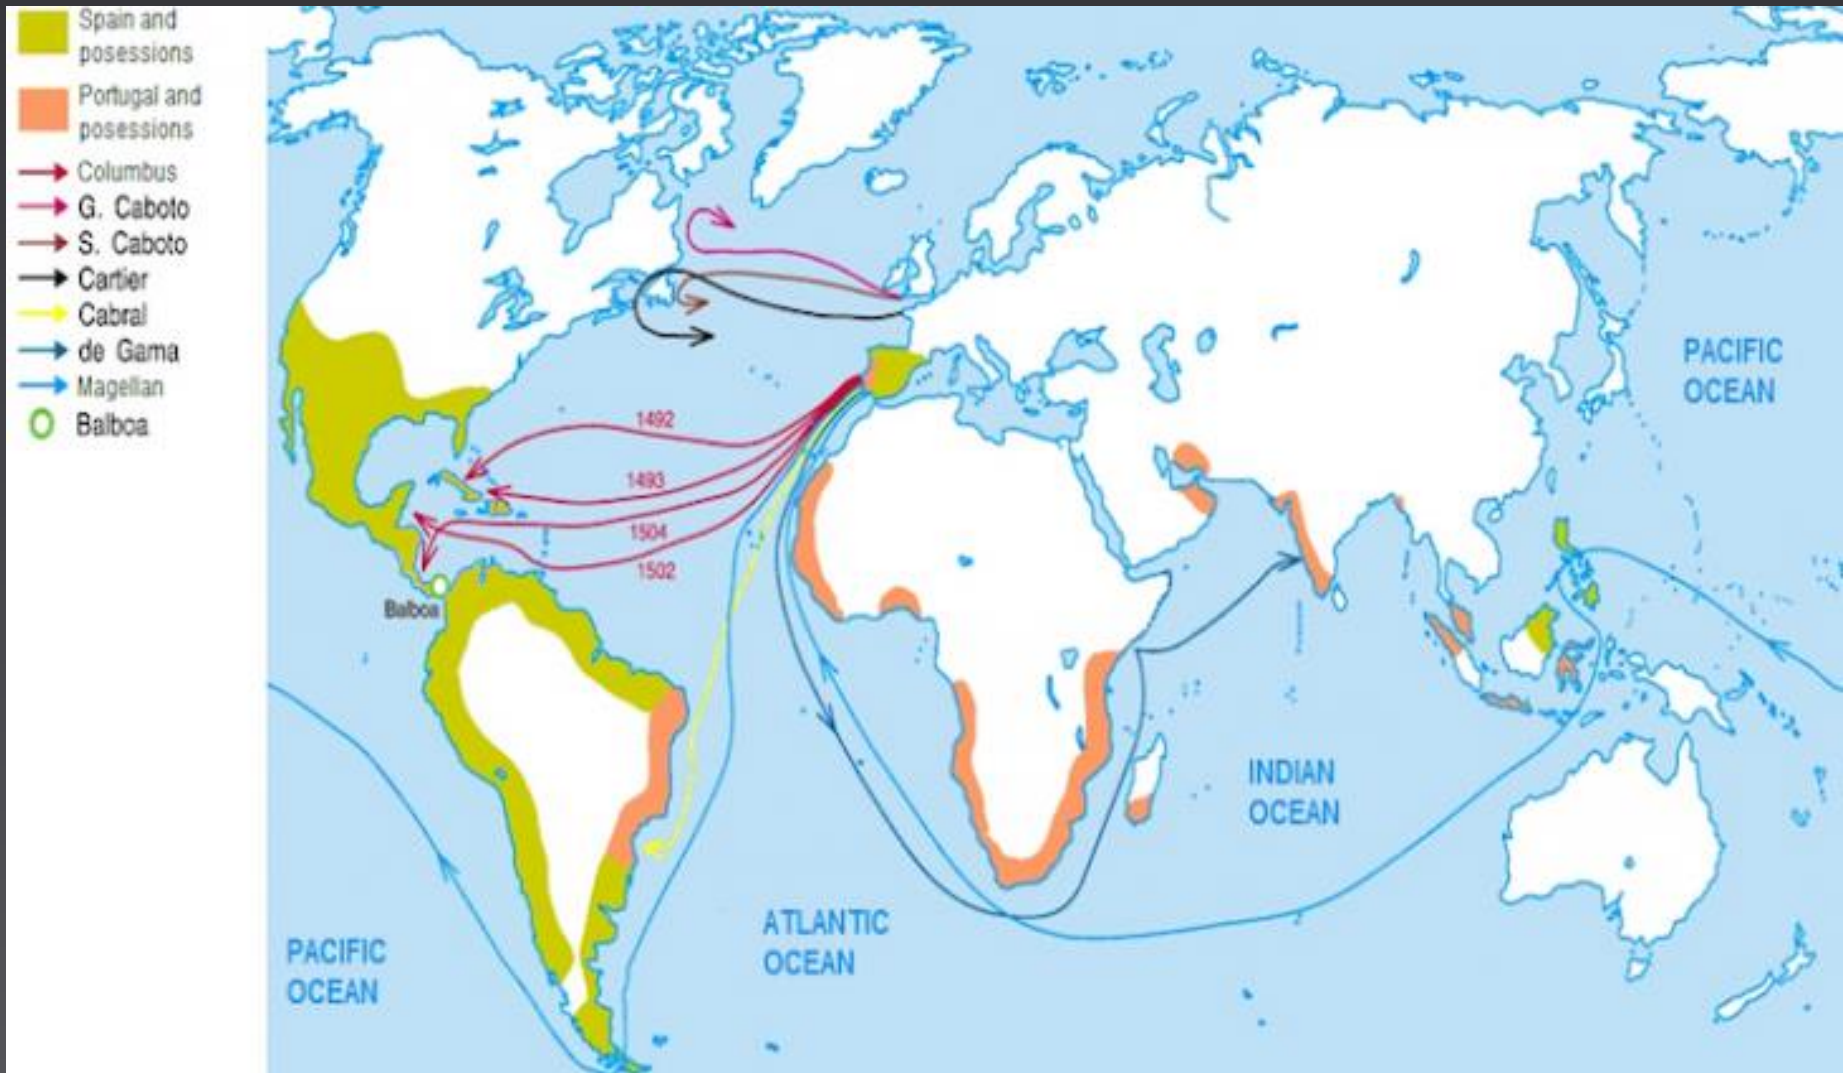 Spain and
posessions
Portugal and
posessions
Columbus
G. Caboto
S. Caboto
Cartier
Cabral
de Gama
Magellan
Balboa
1492
1493
1504
1502
Balboa
PACIFIC
OCEAN
INDIAN
OCEAN
ATLANTIC
OCEAN
PACIFIC
OCEAN